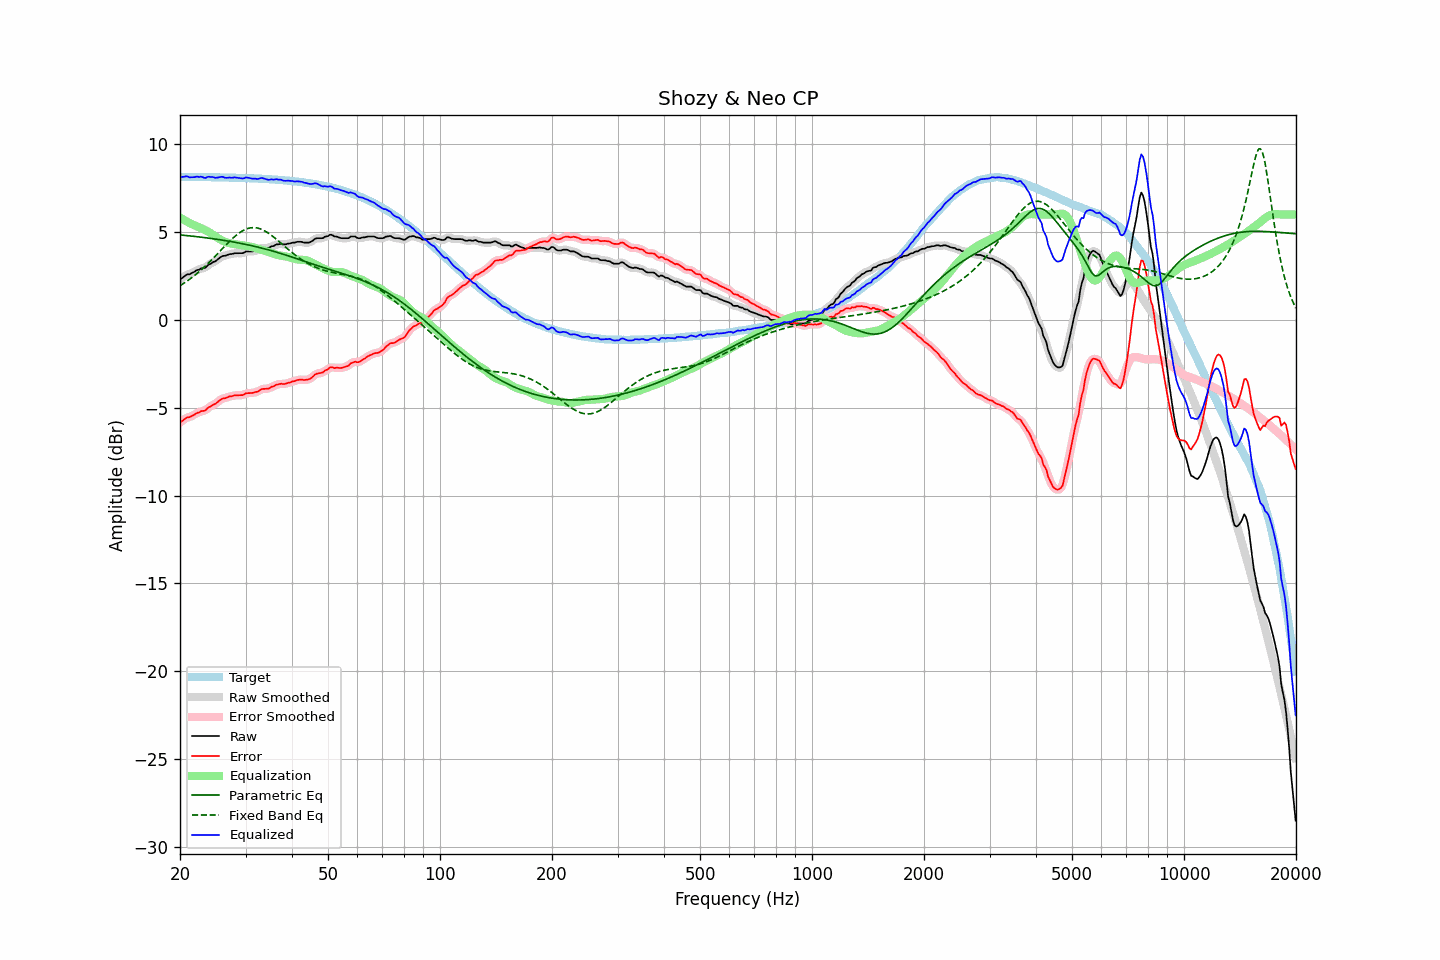 Shozy & Neo CP
10
5
0
−5
−10
−15
−20
−25
−30
Amplitude (dBr)
Target
Raw Smoothed
Error Smoothed
Raw
Error
Equalization
Parametric Eq
Fixed Band Eq
Equalized
20 50 100 200 500 1000 2000 5000 10000 20000
Frequency (Hz)